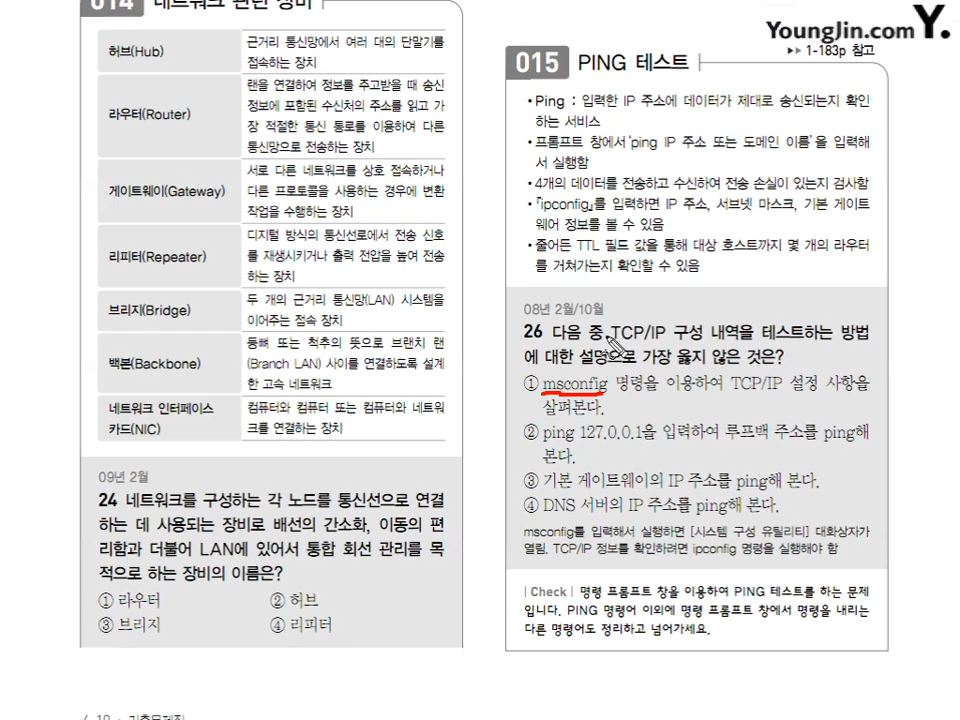 014 네트워크 관련 장비
허브(Hub)
근거리 통신망에서 여러 대의 단말기를
접속하는 장치
라우터(Router)
랜을 연결하여 정보를 주고받을 때 송신
정보에 포함된 수신처의 주소를 읽고 가
장 적절한 통신 통로를 이용하여 다른
통신망으로 전송하는 장치
게이트웨이(Gateway)
서로 다른 네트워크를 상호 접속하거나
다른 프로토콜을 사용하는 경우에 변환
작업을 수행하는 장치
리피터(Repeater)
디지털 방식의 통신선로에서 전송 신호
를 재생시키거나 출력 전압을 높여 전송
하는 장치
브리지(Bridge)
두 개의 근거리 통신망(LAN) 시스템을
이어주는 접속 장치
백본(Backbone)
등뼈 또는 척추의 뜻으로 브랜치 랜
(Branch LAN) 사이를 연결하도록 설계
한 고속 네트워크
네트워크 인터페이스
카드(NIC)
컴퓨터와 컴퓨터 또는 컴퓨터와 네트워
크를 연결하는 장치
09년 2월
24 네트워크를 구성하는 각 노드를 통신선으로 연결
하는 데 사용되는 장비로 배선의 간소화, 이동의 편
리함과 더불어 LAN에 있어서 통합 회선 관리를 목
적으로 하는 장비의 이름은?
① 라우터 ② 허브
③ 브리지 ④ 리피터
4-10 • 기출문제집
YoungJin.com Y.
▶▶ 1-183p 참고
015 PING 테스트
• Ping : 입력한 IP 주소에 데이터가 제대로 송신되는지 확인
하는 서비스
• 프롬프트 창에서 'ping IP 주소 또는 도메인 이름'을 입력해
서 실행함
• 4개의 데이터를 전송하고 수신하여 전송 손실이 있는지 검사함
• 『ipconfig』를 입력하면 IP 주소, 서브넷 마스크, 기본 게이트
웨어 정보를 볼 수 있음
• 줄어든 TTL 필드 값을 통해 대상 호스트까지 몇 개의 라우터
를 거쳐가는지 확인할 수 있음
08년 2월/10월
26 다음 중 TCP/IP 구성 내역을 테스트하는 방법
에 대한 설명으로 가장 옳지 않은 것은?
① msconfig 명령을 이용하여 TCP/IP 설정 사항을
살펴본다.
② ping 127.0.0.1을 입력하여 루프백 주소를 ping해
본다.
③ 기본 게이트웨이의 IP 주소를 ping해 본다.
④ DNS 서버의 IP 주소를 ping해 본다.
msconfig를 입력해서 실행하면 [시스템 구성 유틸리티] 대화상자가
열림. TCP/IP 정보를 확인하려면 ipconfig 명령을 실행해야 함
| Check | 명령 프롬프트 창을 이용하여 PING 테스트를 하는 문제
입니다. PING 명령어 이외에 명령 프롬프트 창에서 명령을 내리는
다른 명령어도 정리하고 넘어가세요.